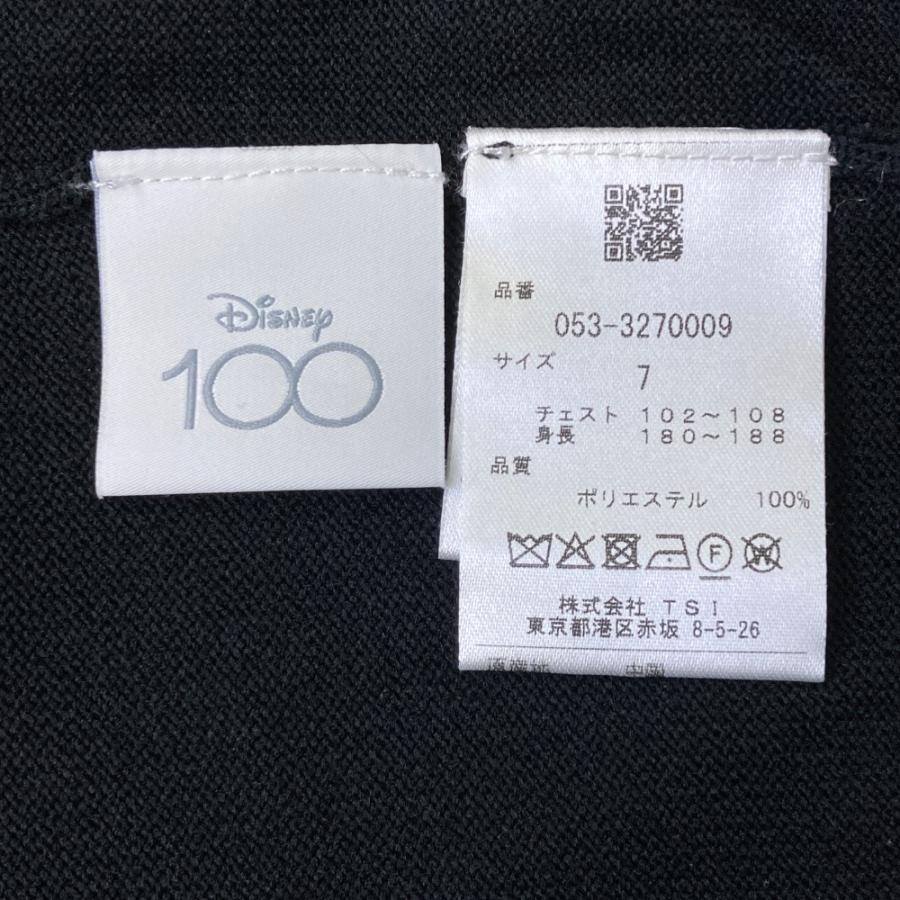 Disney
100
品番
053-3270009
サイズ
7
チェスト 102～108
身長 180～188
品質
ポリエステル 100%
F
W
株式会社 TSI
東京都港区赤坂 8-5-26